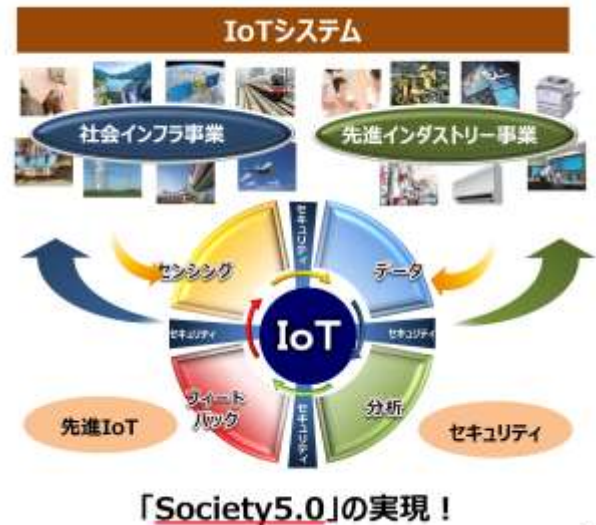 IoTシステム
社会インフラ事業
先進インダストリー事業
セキュリティ
センシング
データ
セキュリティ
IoT
セキュリティ
フィード
バック
分析
セキュリティ
先進IoT
セキュリティ
「Society5.0」の実現！